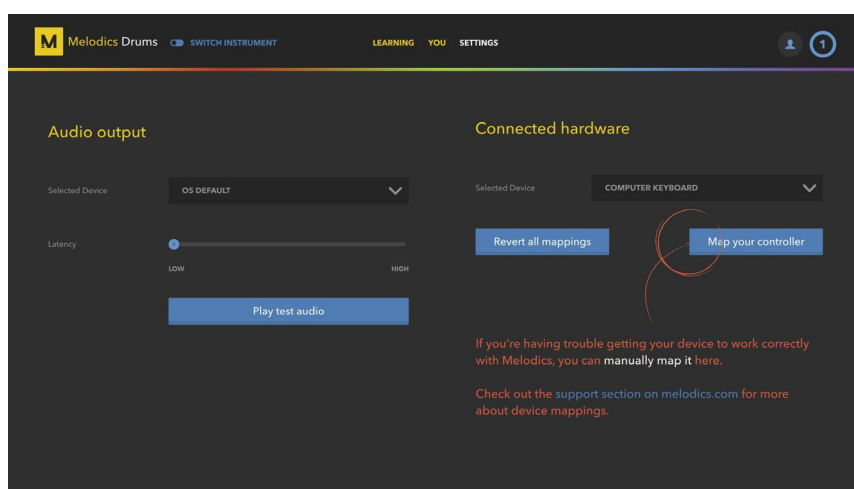 M Melodics Drums SWITCH INSTRUMENT LEARNING YOU SETTINGS 1
Audio output
Selected Device OS DEFAULT
Latency
LOW HIGH
Play test audio
Connected hardware
Selected Device COMPUTER KEYBOARD
Revert all mappings Map your controller
If you're having trouble getting your device to work correctly
with Melodics, you can manually map it here.
Check out the support section on melodics.com for more
about device mappings.